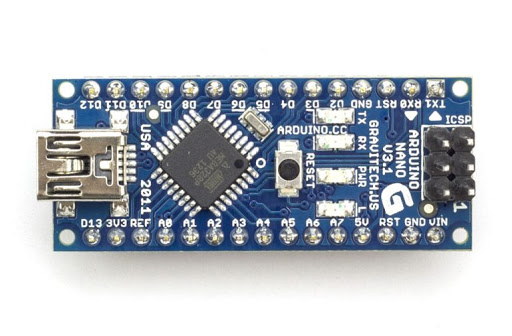 D12 D11 D10 D9 D8 D7 D6 D5 D4 D3 D2 GND RST RX0 TX1
ICSP
1
ARDUINO
NANO
V3.1
GRAVITECH.US
G
TX
RX
PWR
L
ARDUINO.CC
RESET
USA
2011
D13 3V3 REF A0 A1 A2 A3 A4 A5 A6 A7 5V RST GND VIN